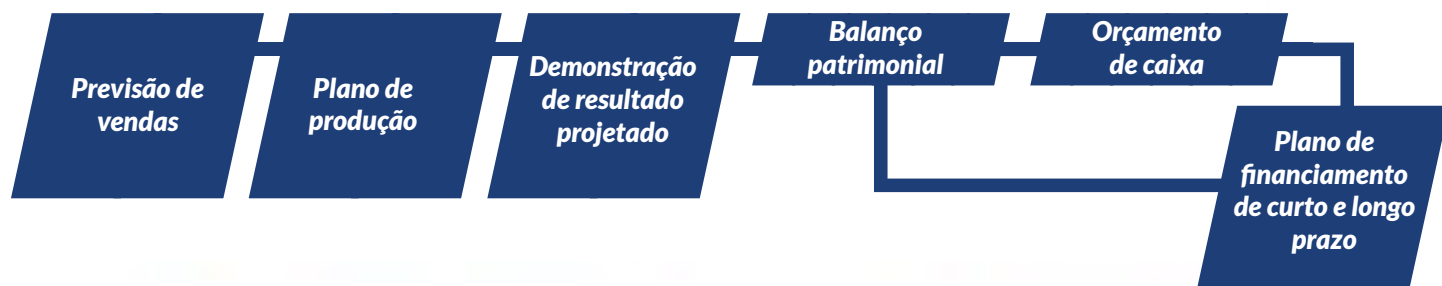 Previsão de
vendas
Plano de
produção
Demonstração
de resultado
projetado
Balanço
patrimonial
Orçamento
de caixa
Plano de
financiamento
de curto e longo
prazo